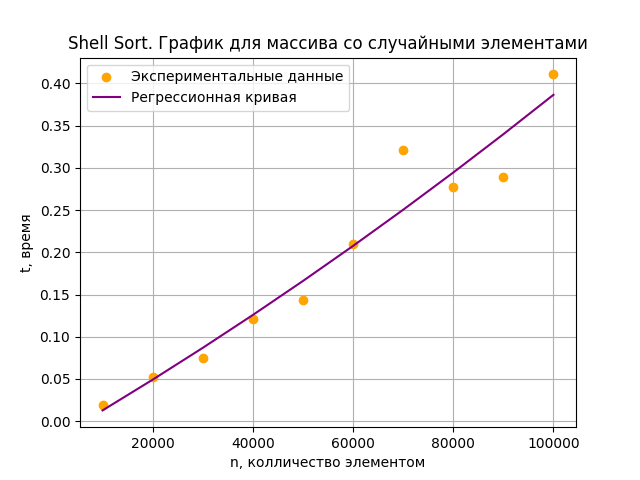 Shell Sort. График для массива со случайными элементами
Экспериментальные данные
Регрессионная кривая
0.40
0.35
0.30
0.25
0.20
0.15
0.10
0.05
0.00
t, время
20000 40000 60000 80000 100000
n, колличество элементом